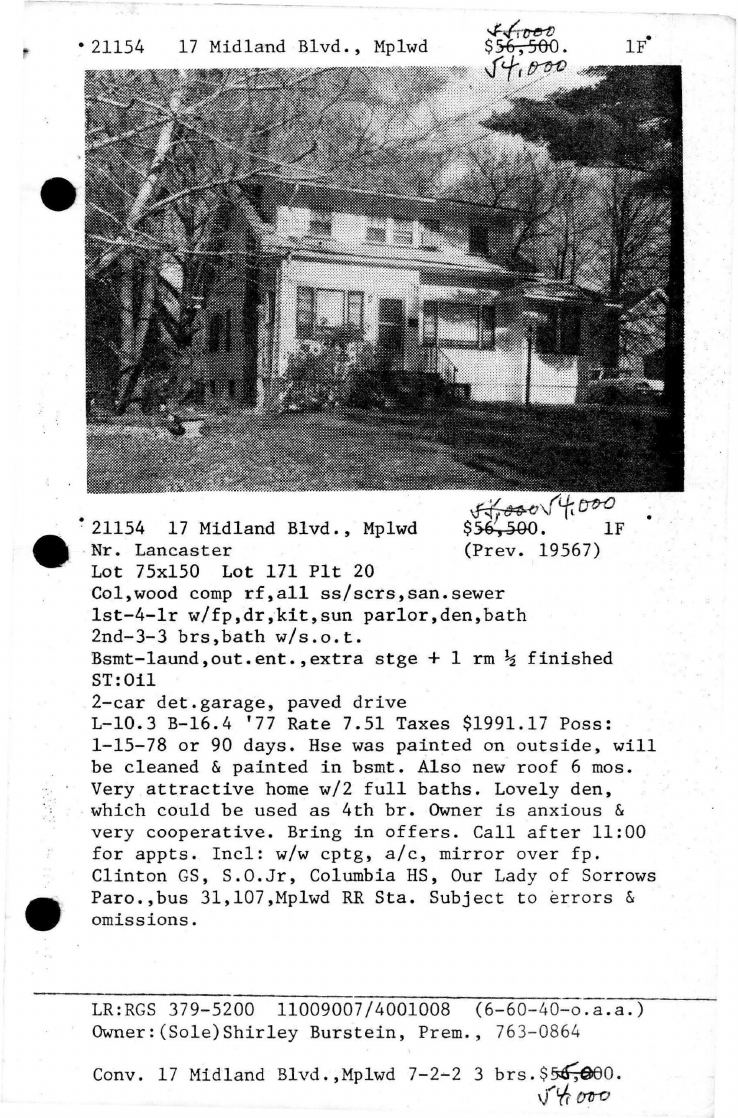 55,000
21154 17 Midland Blvd., Mplwd $56,500. 1F
54,000
55,000 54,000
21154 17 Midland Blvd., Mplwd $56,500. 1F
Nr. Lancaster (Prev. 19567)
Lot 75x150 Lot 171 Plt 20
Col,wood comp rf,all ss/scrs,san.sewer
1st-4-lr w/fp,dr,kit,sun parlor,den,bath
2nd-3-3 brs,bath w/s.o.t.
Bsmt-laund,out.ent.,extra stge + 1 rm ½ finished
ST:Oil
2-car det.garage, paved drive
L-10.3 B-16.4 '77 Rate 7.51 Taxes $1991.17 Poss:
1-15-78 or 90 days. Hse was painted on outside, will
be cleaned & painted in bsmt. Also new roof 6 mos.
Very attractive home w/2 full baths. Lovely den,
which could be used as 4th br. Owner is anxious &
very cooperative. Bring in offers. Call after 11:00
for appts. Incl: w/w cptg, a/c, mirror over fp.
Clinton GS, S.O.Jr, Columbia HS, Our Lady of Sorrows
Paro.,bus 31,107,Mplwd RR Sta. Subject to errors &
omissions.
LR:RGS 379-5200 11009007/4001008 (6-60-40-o.a.a.)
Owner:(Sole)Shirley Burstein, Prem., 763-0864
Conv. 17 Midland Blvd.,Mplwd 7-2-2 3 brs.
54,000